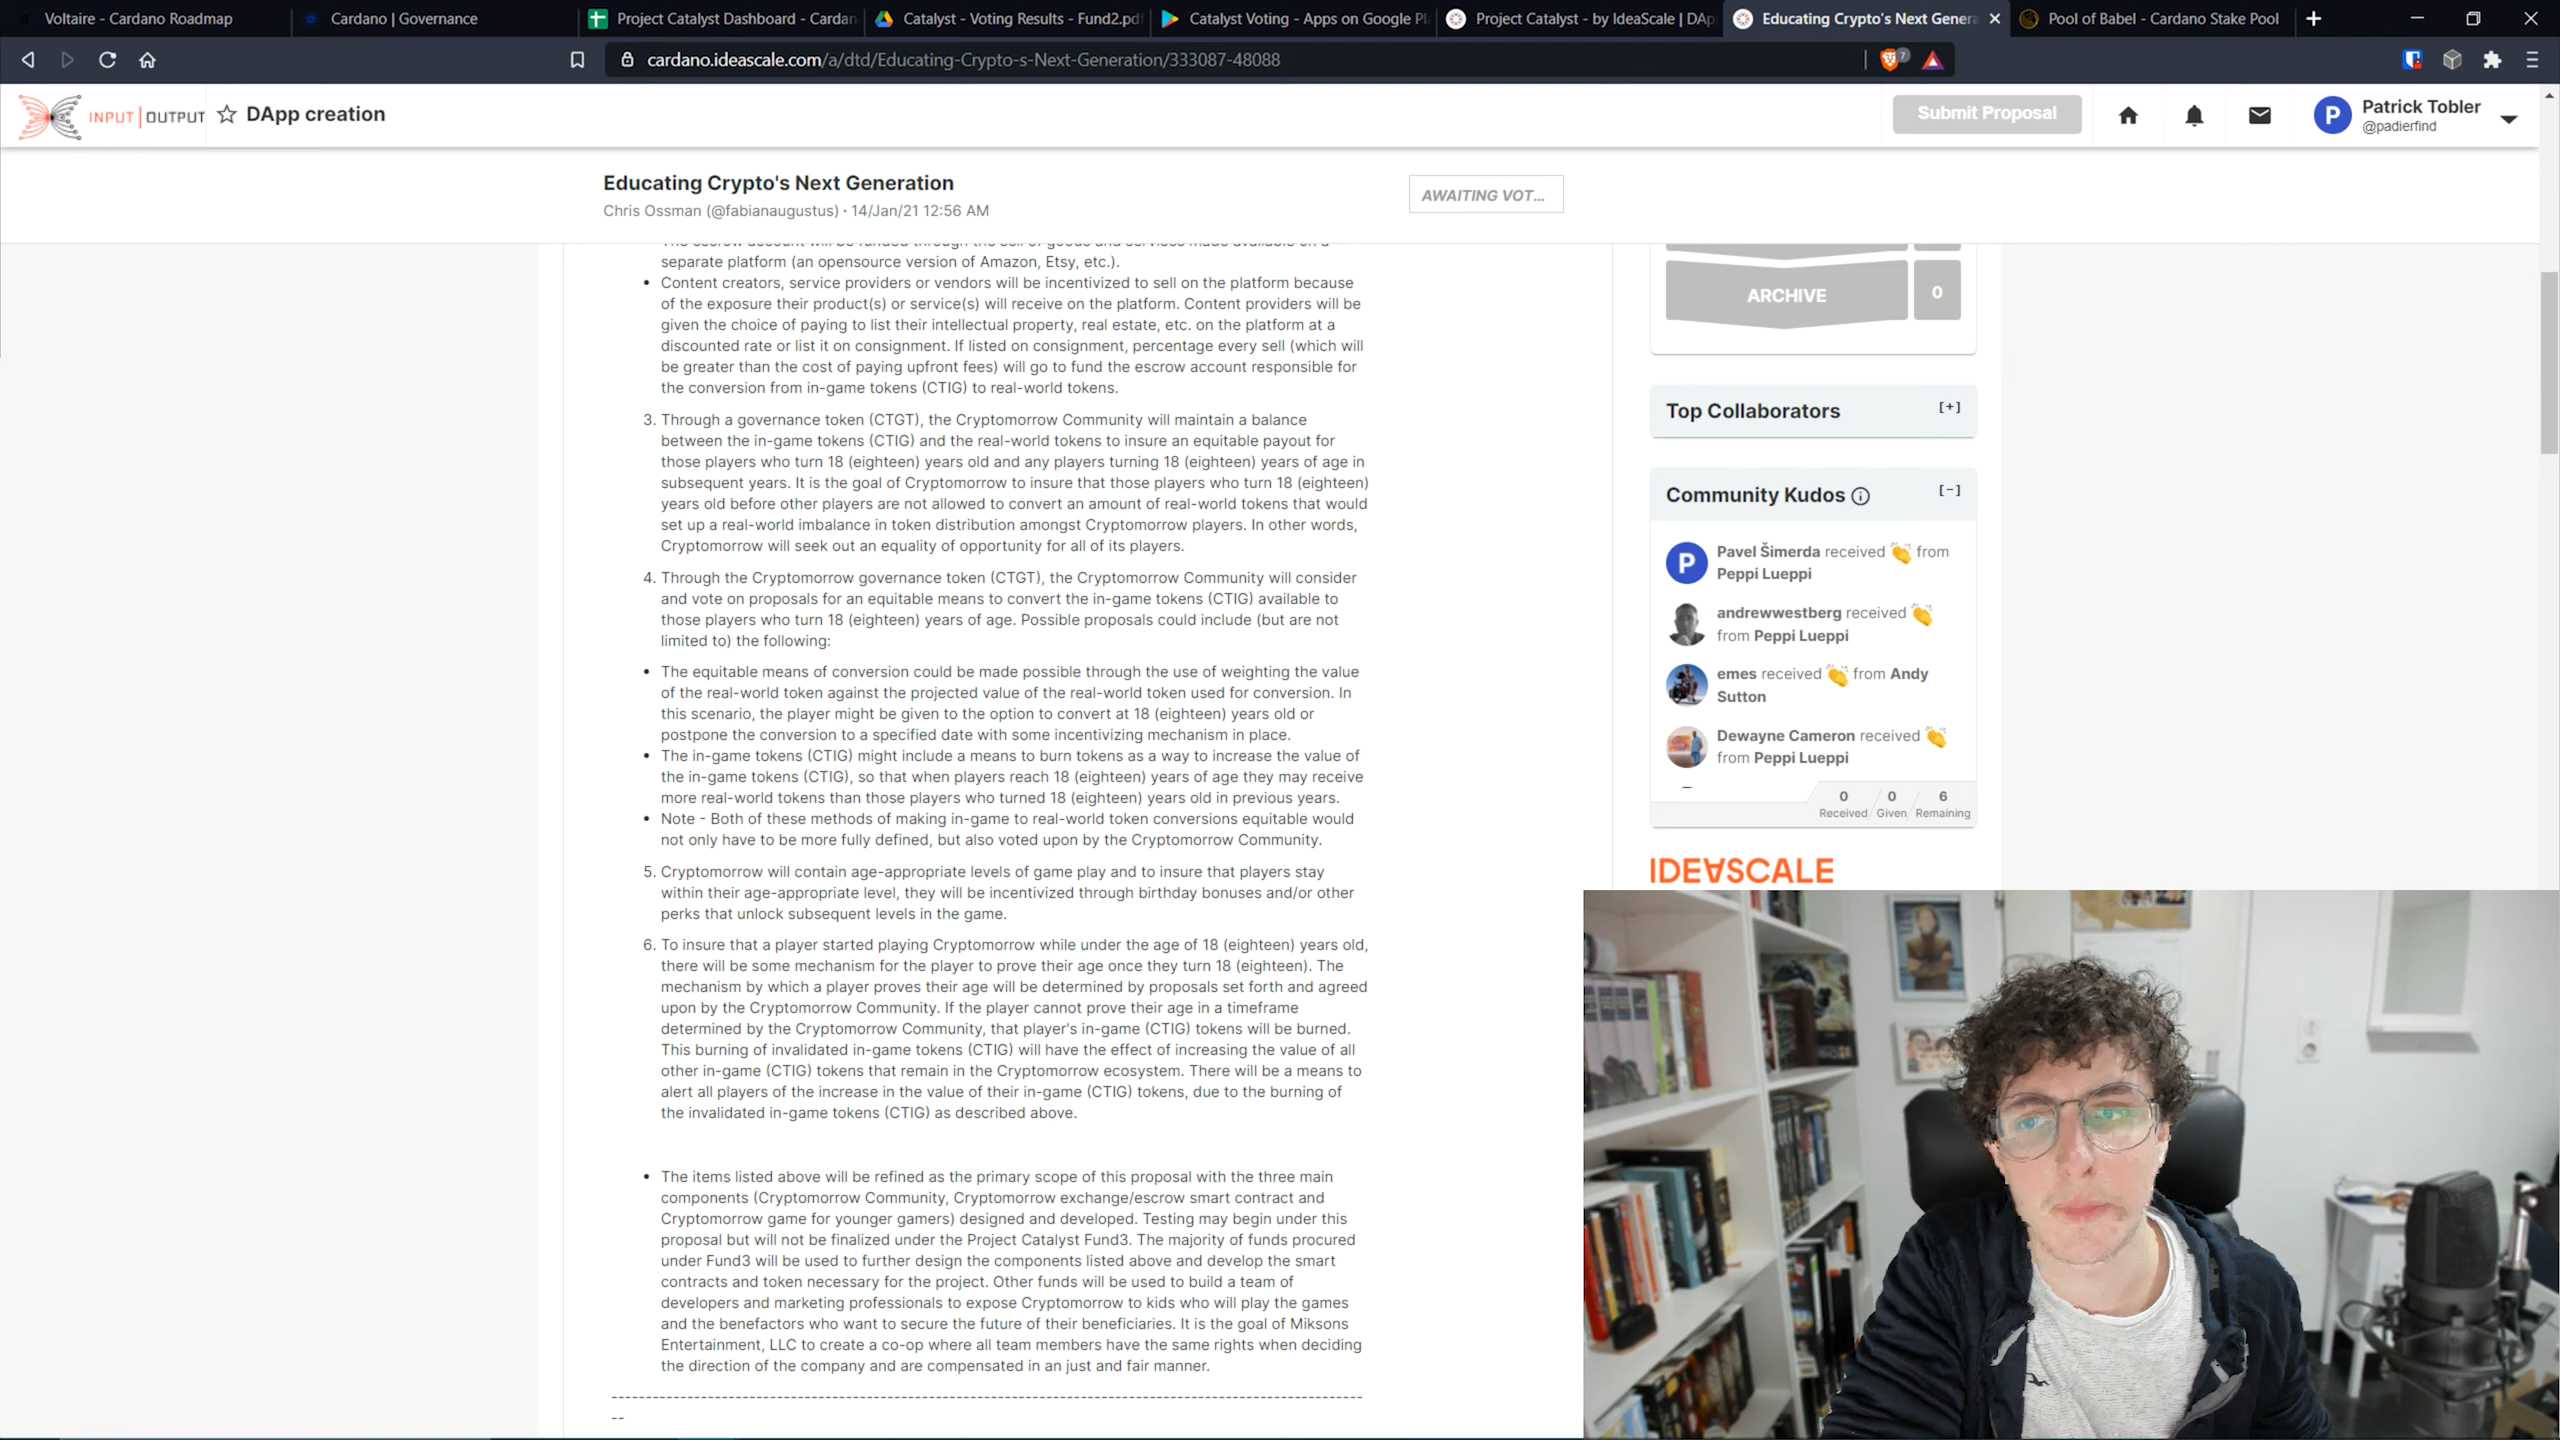 Voltaire - Cardano Roadmap
Cardano | Governance
Project Catalyst Dashboard - Cardan
Catalyst - Voting Results - Fund2.pdf
Catalyst Voting - Apps on Google Pl
Project Catalyst - by IdeaScale | DAp
Educating Crypto's Next Genera
Pool of Babel - Cardano Stake Pool
cardano.ideascale.com/a/dtd/Educating-Crypto-s-Next-Generation/333087-48088
7
INPUT | OUTPUT
DApp creation
Submit Proposal
P
Patrick Tobler
@padierfind
Educating Crypto's Next Generation
Chris Ossman (@fabianaugustus) · 14/Jan/21 12:56 AM
AWAITING VOT...
The escrow account will be funded through the sell of goods and services made available on a
separate platform (an opensource version of Amazon, Etsy, etc.).
• Content creators, service providers or vendors will be incentivized to sell on the platform because
of the exposure their product(s) or service(s) will receive on the platform. Content providers will be
given the choice of paying to list their intellectual property, real estate, etc. on the platform at a
discounted rate or list it on consignment. If listed on consignment, percentage every sell (which will
be greater than the cost of paying upfront fees) will go to fund the escrow account responsible for
the conversion from in-game tokens (CTIG) to real-world tokens.
3. Through a governance token (CTGT), the Cryptomorrow Community will maintain a balance
between the in-game tokens (CTIG) and the real-world tokens to insure an equitable payout for
those players who turn 18 (eighteen) years old and any players turning 18 (eighteen) years of age in
subsequent years. It is the goal of Cryptomorrow to insure that those players who turn 18 (eighteen)
years old before other players are not allowed to convert an amount of real-world tokens that would
set up a real-world imbalance in token distribution amongst Cryptomorrow players. In other words,
Cryptomorrow will seek out an equality of opportunity for all of its players.
4. Through the Cryptomorrow governance token (CTGT), the Cryptomorrow Community will consider
and vote on proposals for an equitable means to convert the in-game tokens (CTIG) available to
those players who turn 18 (eighteen) years of age. Possible proposals could include (but are not
limited to) the following:
• The equitable means of conversion could be made possible through the use of weighting the value
of the real-world token against the projected value of the real-world token used for conversion. In
this scenario, the player might be given to the option to convert at 18 (eighteen) years old or
postpone the conversion to a specified date with some incentivizing mechanism in place.
• The in-game tokens (CTIG) might include a means to burn tokens as a way to increase the value of
the in-game tokens (CTIG), so that when players reach 18 (eighteen) years of age they may receive
more real-world tokens than those players who turned 18 (eighteen) years old in previous years.
• Note - Both of these methods of making in-game to real-world token conversions equitable would
not only have to be more fully defined, but also voted upon by the Cryptomorrow Community.
5. Cryptomorrow will contain age-appropriate levels of game play and to insure that players stay
within their age-appropriate level, they will be incentivized through birthday bonuses and/or other
perks that unlock subsequent levels in the game.
6. To insure that a player started playing Cryptomorrow while under the age of 18 (eighteen) years old,
there will be some mechanism for the player to prove their age once they turn 18 (eighteen). The
mechanism by which a player proves their age will be determined by proposals set forth and agreed
upon by the Cryptomorrow Community. If the player cannot prove their age in a timeframe
determined by the Cryptomorrow Community, that player's in-game (CTIG) tokens will be burned.
This burning of invalidated in-game tokens (CTIG) will have the effect of increasing the value of all
other in-game (CTIG) tokens that remain in the Cryptomorrow ecosystem. There will be a means to
alert all players of the increase in the value of their in-game (CTIG) tokens, due to the burning of
the invalidated in-game tokens (CTIG) as described above.
• The items listed above will be refined as the primary scope of this proposal with the three main
components (Cryptomorrow Community, Cryptomorrow exchange/escrow smart contract and
Cryptomorrow game for younger gamers) designed and developed. Testing may begin under this
proposal but will not be finalized under the Project Catalyst Fund3. The majority of funds procured
under Fund3 will be used to further design the components listed above and develop the smart
contracts and token necessary for the project. Other funds will be used to build a team of
developers and marketing professionals to expose Cryptomorrow to kids who will play the games
and the benefactors who want to secure the future of their beneficiaries. It is the goal of Miksons
Entertainment, LLC to create a co-op where all team members have the same rights when deciding
the direction of the company and are compensated in an just and fair manner.
ARCHIVE
0
Top Collaborators
[+]
Community Kudos
[-]
P
Pavel Šimerda received 👏 from
Peppi Lueppi
andrewwestberg received 👏
from Peppi Lueppi
emes received 👏 from Andy
Sutton
Dewayne Cameron received 👏
from Peppi Lueppi
0 0 6
Received Given Remaining
IDEASCALE